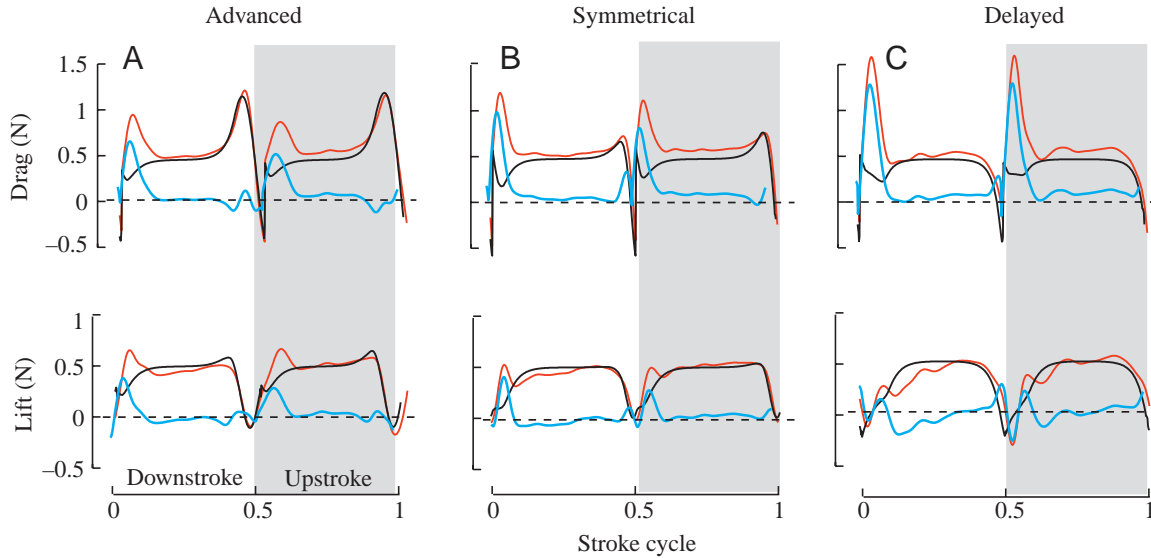 Advanced
Symmetrical
Delayed
A
B
C
1.5
1
0.5
0
–0.5
Drag (N)
1
0.5
0
–0.5
Lift (N)
Downstroke
Upstroke
0
0.5
1
0
0.5
1
0
0.5
1
Stroke cycle